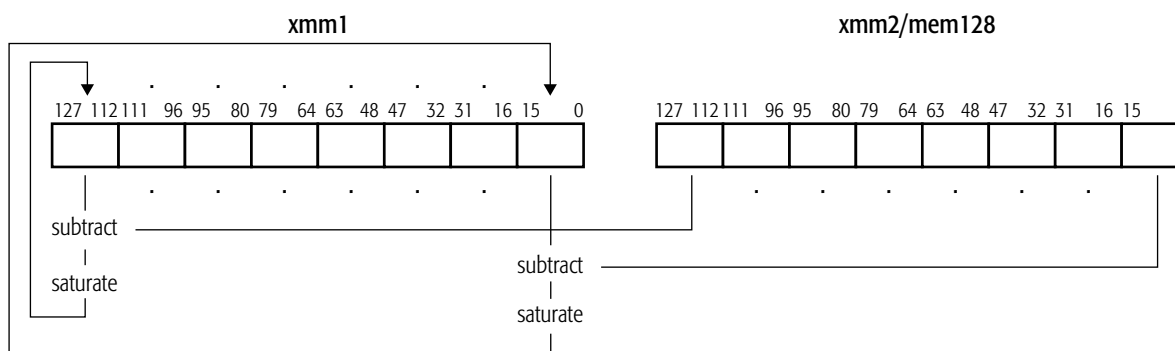 xmm1 xmm2/mem128
. . . . . .
127 112 111 96 95 80 79 64 63 48 47 32 31 16 15 0 127 112 111 96 95 80 79 64 63 48 47 32 31 16 15
. . . . . . . . . . . .
subtract
subtract
saturate
saturate